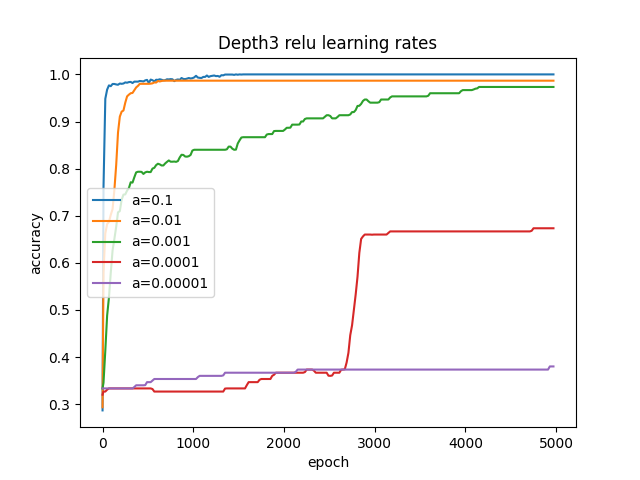 Depth3 relu learning rates
accuracy
1.0
0.9
0.8
0.7
0.6
0.5
0.4
0.3
a=0.1
a=0.01
a=0.001
a=0.0001
a=0.00001
0 1000 2000 3000 4000 5000
epoch